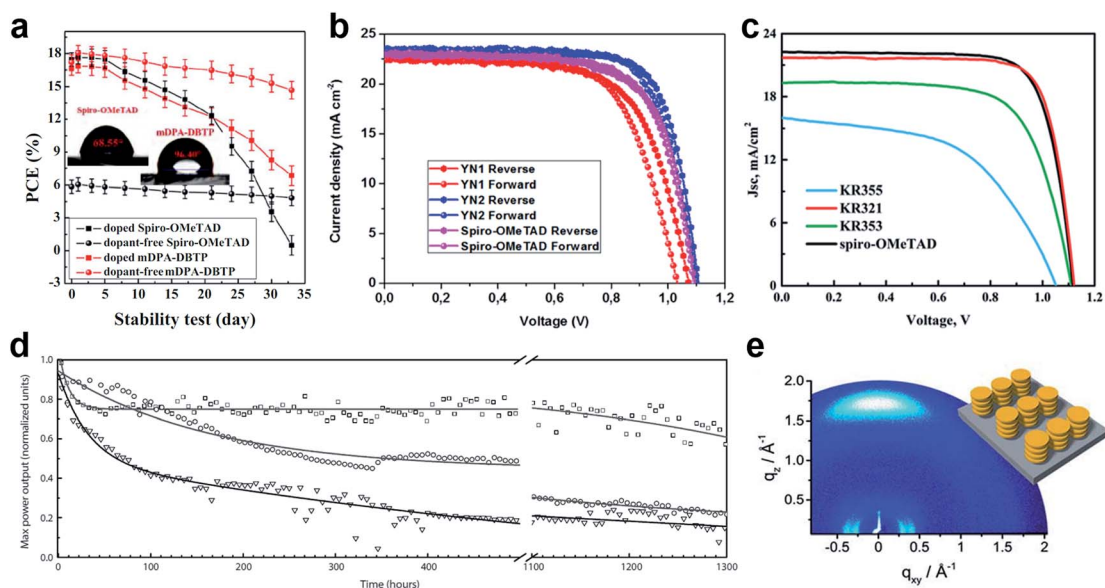 a
PCE (%)
18
15
12
9
6
3
0
-3
Spiro-OMeTAD
68.55°
mDPA-DBTP
96.40°
doped Spiro-OMeTAD
dopant-free Spiro-OMeTAD
doped mDPA-DBTP
dopant-free mDPA-DBTP
0 5 10 15 20 25 30 35
Stability test (day)
b
Current density (mA cm⁻²)
25
20
15
10
5
0
YN1 Reverse
YN1 Forward
YN2 Reverse
YN2 Forward
Spiro-OMeTAD Reverse
Spiro-OMeTAD Forward
0,0 0,2 0,4 0,6 0,8 1,0 1,2
Voltage (V)
c
Jsc, mA/cm²
24
18
12
6
0
KR355
KR321
KR353
spiro-OMeTAD
0.0 0.2 0.4 0.6 0.8 1.0 1.2
Voltage, V
d
Max power output (normalized units)
1.0
0.8
0.6
0.4
0.2
0.0
0 100 200 300 400 1100 1200 1300
Time (hours)
e
q_z / Å⁻¹
2.0
1.5
1.0
0.5
-0.5 0 0.5 1 1.5 2
q_xy / Å⁻¹